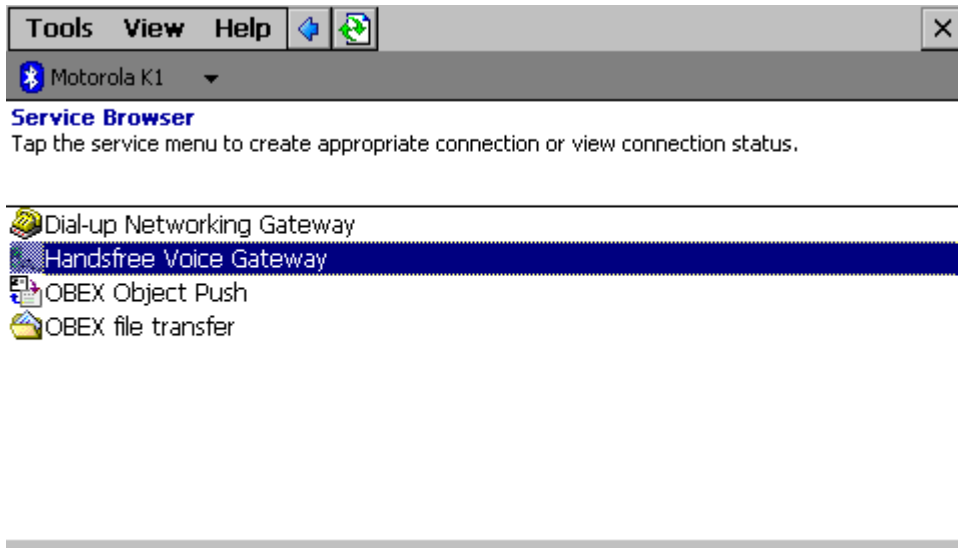 Tools View Help
Motorola K1
Service Browser
Tap the service menu to create appropriate connection or view connection status.
Dial-up Networking Gateway
Handsfree Voice Gateway
OBEX Object Push
OBEX file transfer